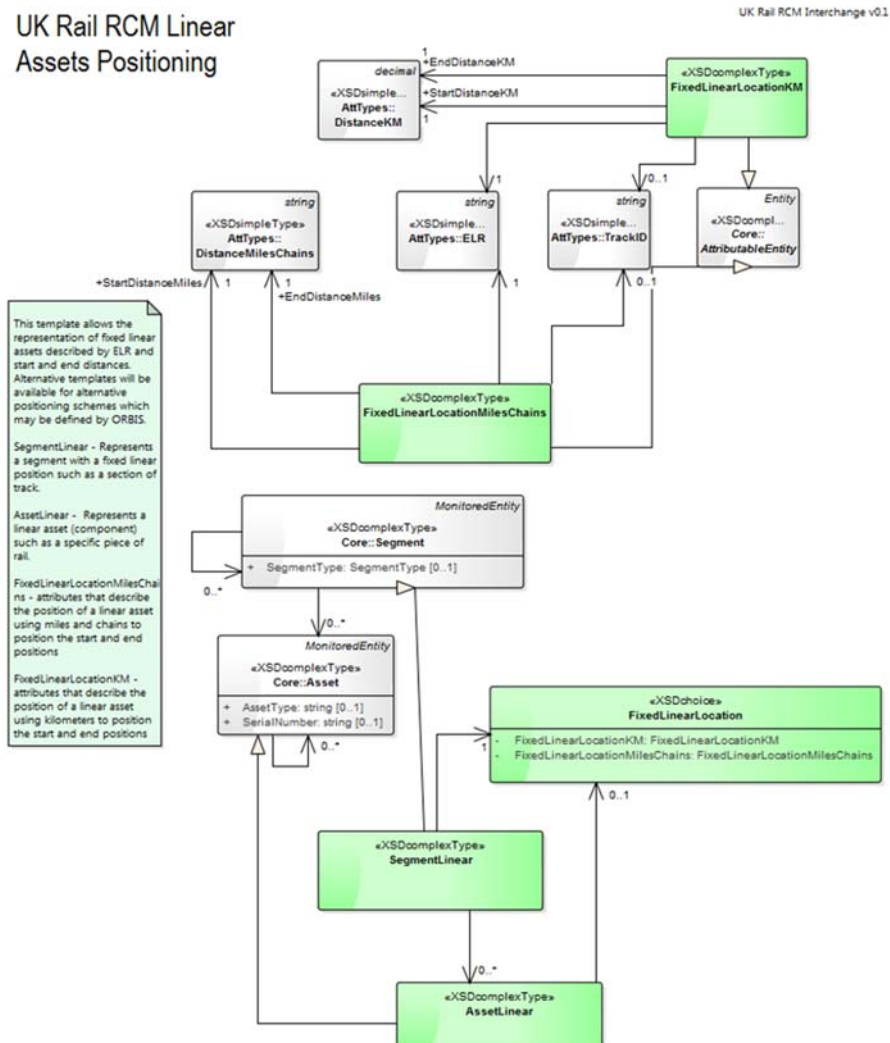 UK Rail RCM Linear
Assets Positioning
UK Rail RCM Interchange v0.1
decimal
«XSDsimple...
AttTypes::
DistanceKM
1
+EndDistanceKM
+StartDistanceKM
1
«XSDcomplexType»
FixedLinearLocationKM
1
0..1
string
«XSDsimpleType»
AttTypes::
DistanceMilesChains
string
«XSDsimple...
AttTypes::ELR
string
«XSDsimple...
AttTypes::TrackID
Entity
«XSDcompl...
Core::
AttributableEntity
+StartDistanceMiles
1
1
+EndDistanceMiles
1
0..1
«XSDcomplexType»
FixedLinearLocationMilesChains
This template allows the
representation of fixed linear
assets described by ELR and
start and end distances.
Alternative templates will be
available for alternative
positioning schemes which
may be defined by ORBIS.
SegmentLinear - Represents
a segment with a fixed linear
position such as a section of
track.
AssetLinear - Represents a
linear asset (component)
such as a specific piece of
rail.
FixedLinearLocationMilesChai
ns - attributes that describe
the position of a linear asset
using miles and chains to
position the start and end
positions
FixedLinearLocationKM -
attributes that describe the
position of a linear asset
using kilometers to position
the start and end positions
MonitoredEntity
«XSDcomplexType»
Core::Segment
+ SegmentType: SegmentType [0..1]
0..*
0..*
MonitoredEntity
«XSDcomplexType»
Core::Asset
+ AssetType: string [0..1]
+ SerialNumber: string [0..1]
0..*
«XSDchoice»
FixedLinearLocation
- FixedLinearLocationKM: FixedLinearLocationKM
- FixedLinearLocationMilesChains: FixedLinearLocationMilesChains
1
0..1
«XSDcomplexType»
SegmentLinear
0..*
«XSDcomplexType»
AssetLinear